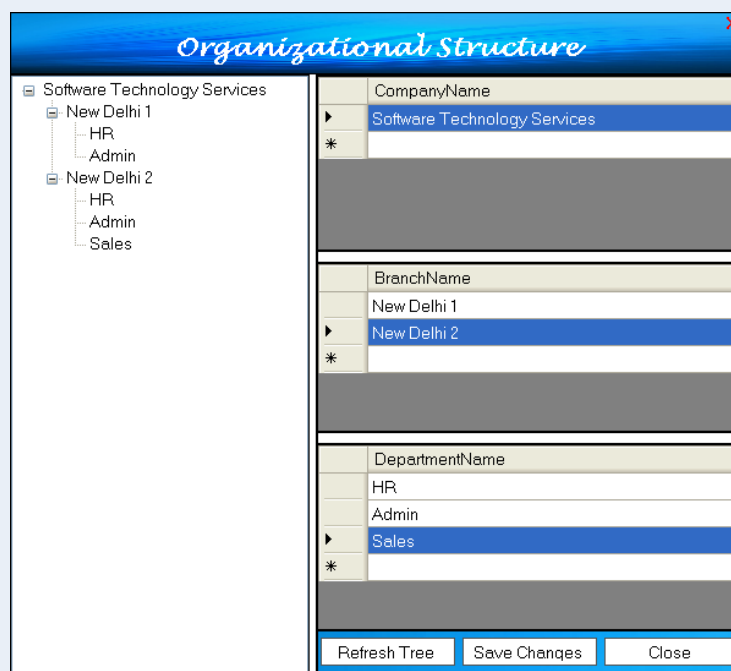 Organizational Structure
Software Technology Services
New Delhi 1
HR
Admin
New Delhi 2
HR
Admin
Sales
CompanyName
Software Technology Services
BranchName
New Delhi 1
New Delhi 2
DepartmentName
HR
Admin
Sales
Refresh Tree
Save Changes
Close